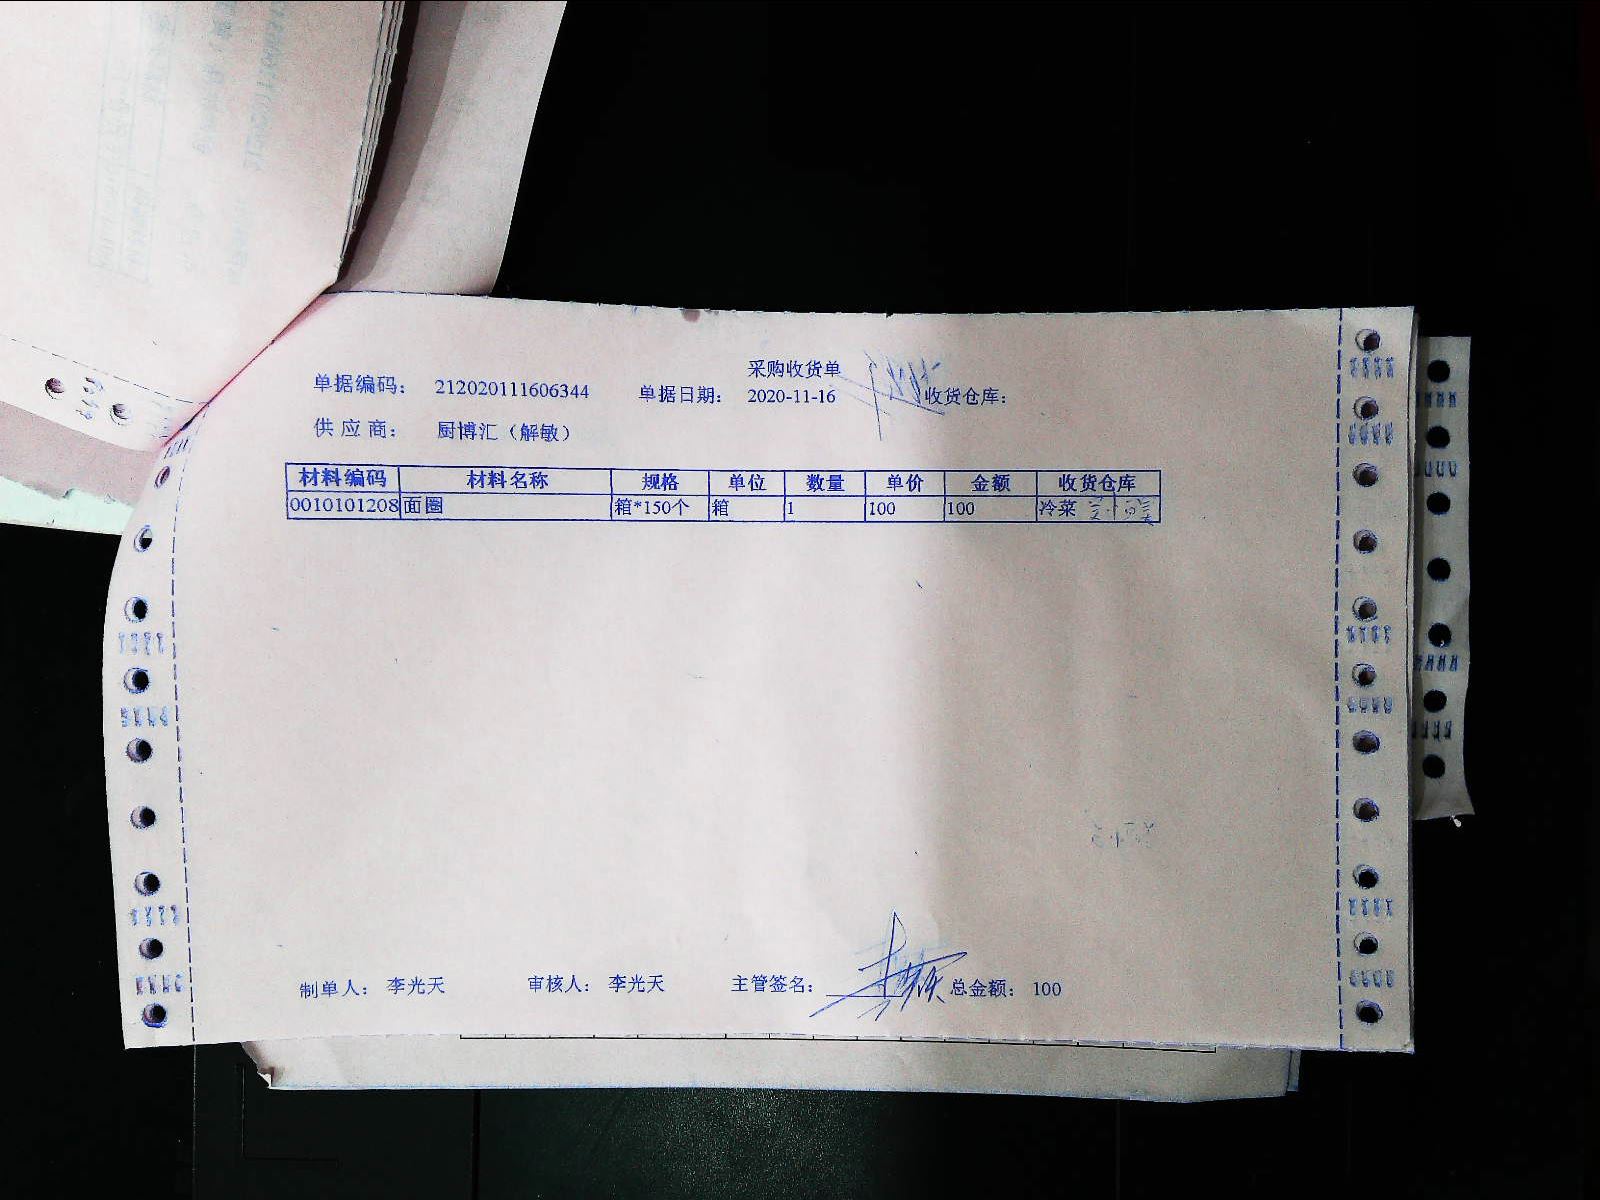 采购收货单
单据编码： 212020111606344 单据日期： 2020-11-16 收货仓库：
供应商： 厨博汇（解敏）
材料编码 材料名称 规格 单位 数量 单价 金额 收货仓库
0010101208 面圈 箱*150个 箱 1 100 100 冷菜
制单人： 李光天 审核人： 李光天 主管签名： 总金额： 100